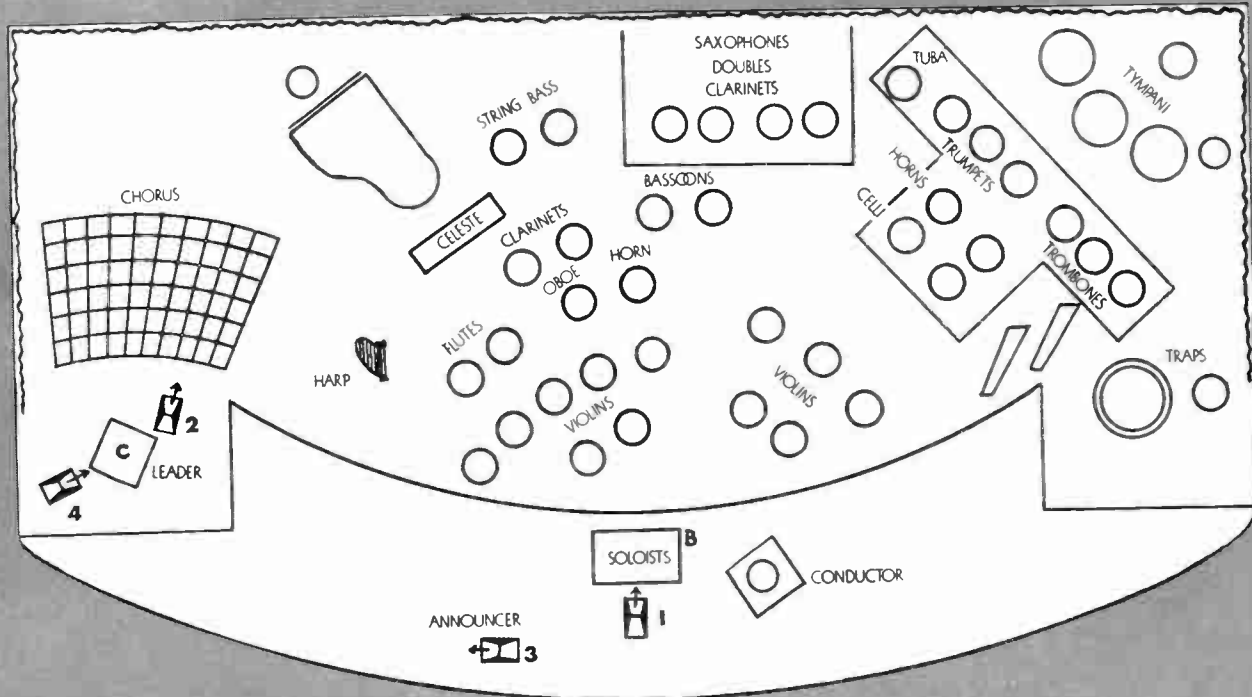 SAXOPHONES
DOUBLES
CLARINETS
TUBA
TYMPANI
STRING BASS
TRUMPETS
HORNS
CELLI
BASSOONS
CHORUS
CELESTE
CLARINETS
OBOE
HORN
TROMBONES
FLUTES
HARP
VIOLINS
VIOLINS
TRAPS
2
C
LEADER
4
B
SOLOISTS
CONDUCTOR
1
ANNOUNCER
3